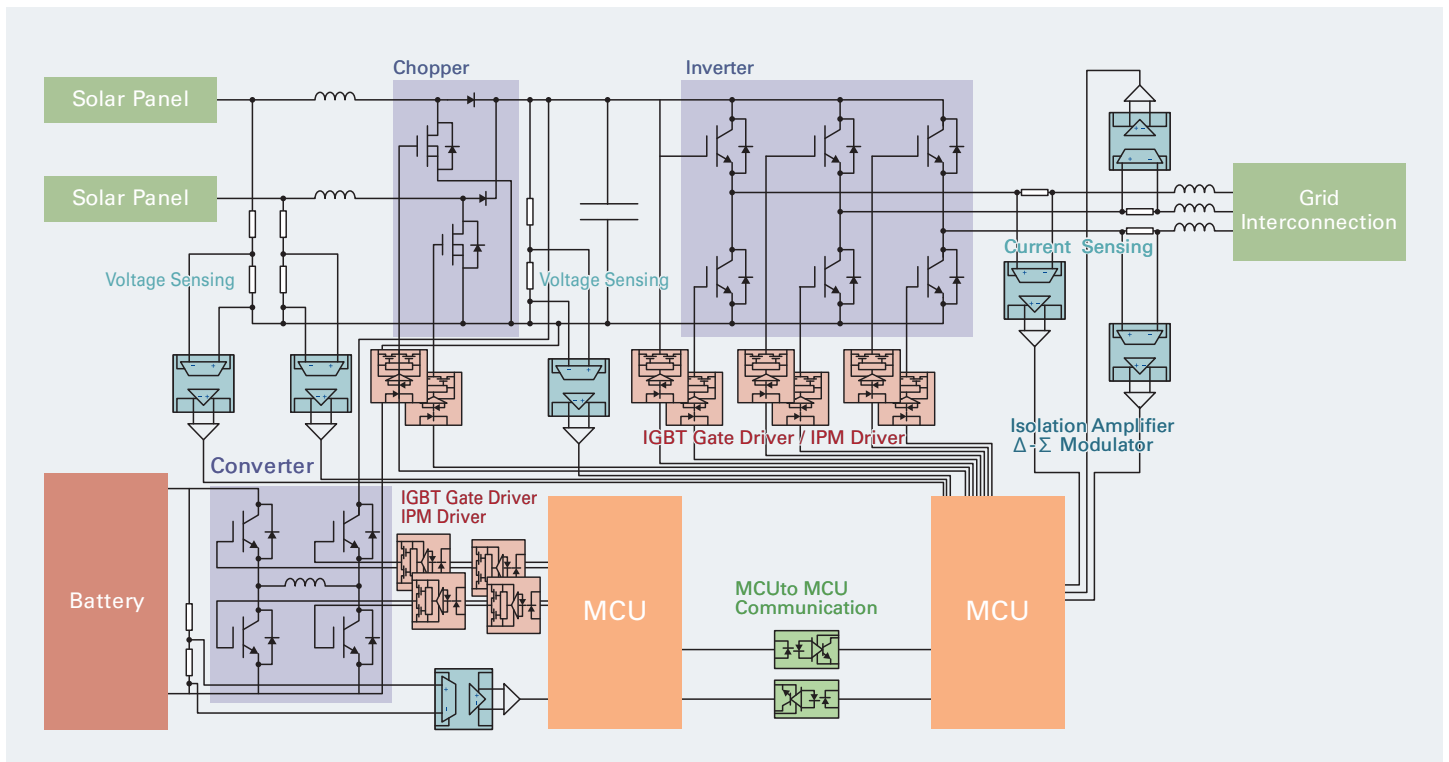 Chopper
Inverter
Solar Panel
Solar Panel
Grid
Interconnection
Voltage Sensing
Voltage Sensing
Current Sensing
Isolation Amplifier
Δ-Σ Modulator
IGBT Gate Driver / IPM Driver
Converter
IGBT Gate Driver
IPM Driver
Battery
MCU
MCUto MCU
Communication
MCU